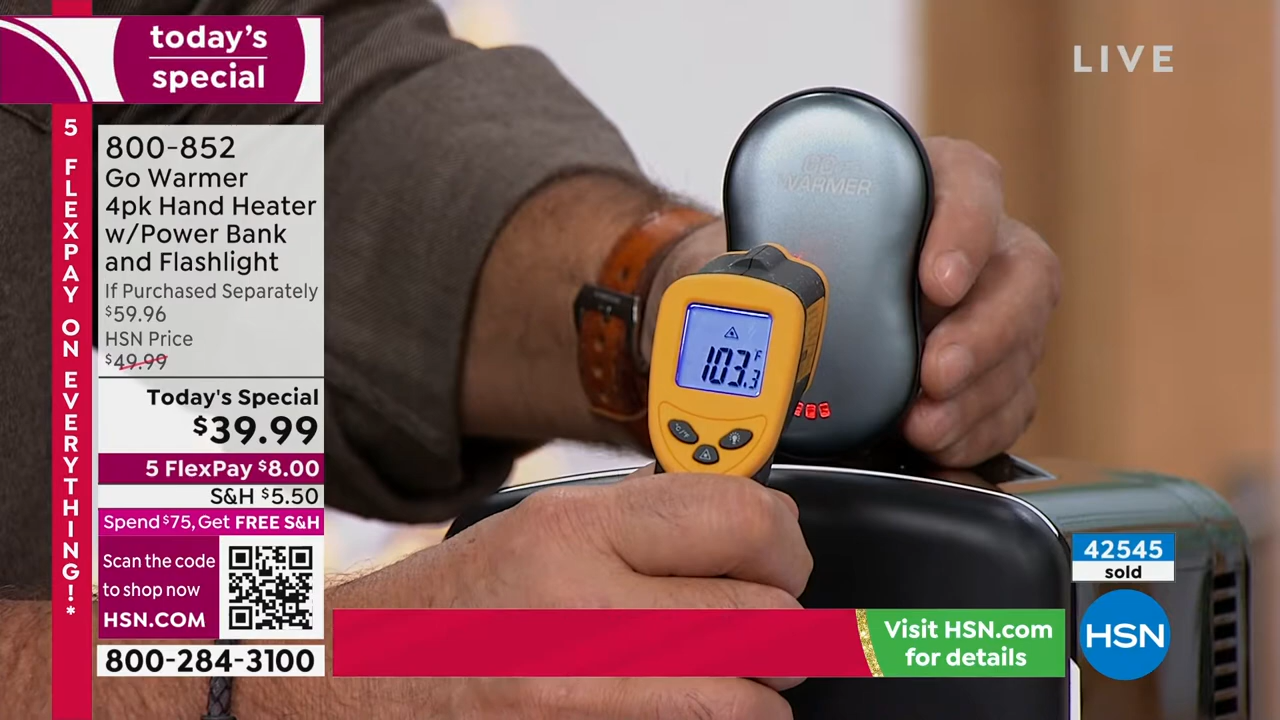 today's
special
LIVE
5 FLEXPAY ON EVERYTHING!*
800-852
Go Warmer
4pk Hand Heater
w/Power Bank
and Flashlight
If Purchased Separately
$59.96
HSN Price
$49.99
Today's Special
$39.99
5 FlexPay $8.00
S&H $5.50
Spend $75, Get FREE S&H
Scan the code
to shop now
HSN.COM
800-284-3100
GO
WARMER
103.3 °F
°C/°F
Visit HSN.com
for details
42545
sold
HSN